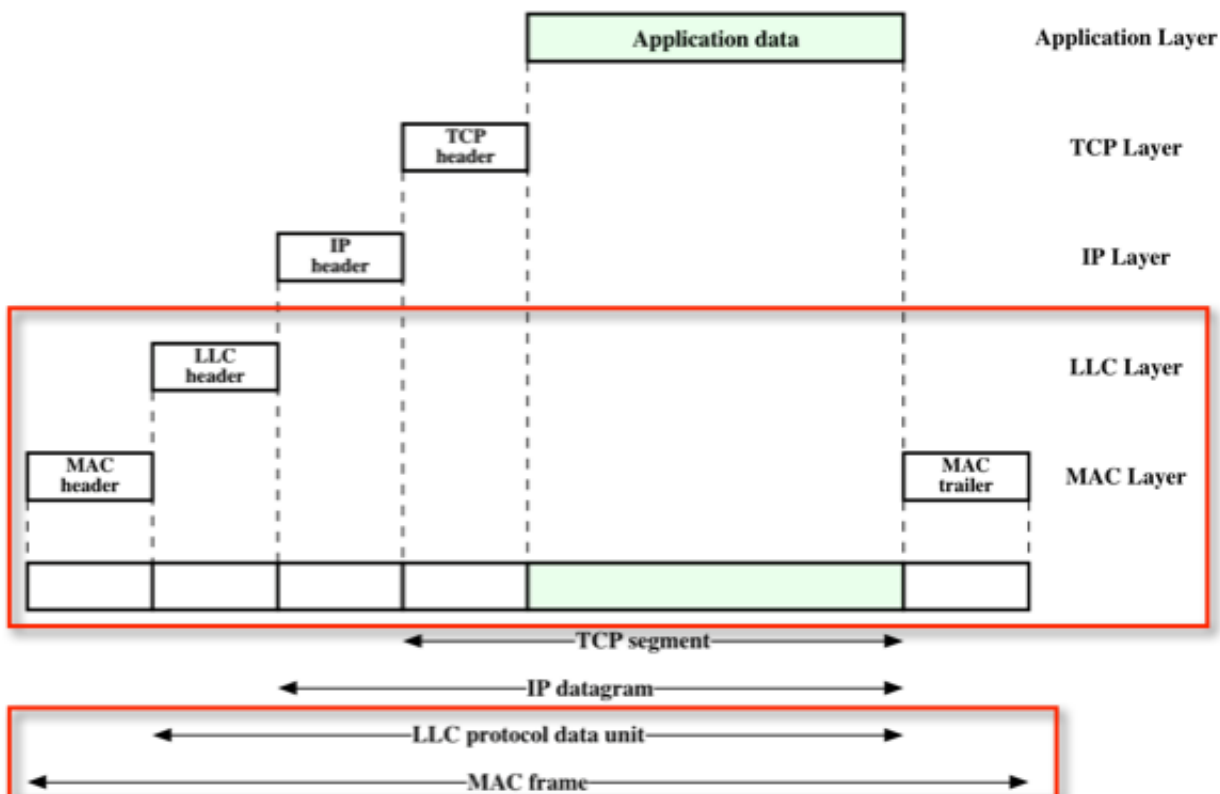 Application data
Application Layer
TCP
header
TCP Layer
IP
header
IP Layer
LLC
header
LLC Layer
MAC
header
MAC
trailer
MAC Layer
TCP segment
IP datagram
LLC protocol data unit
MAC frame